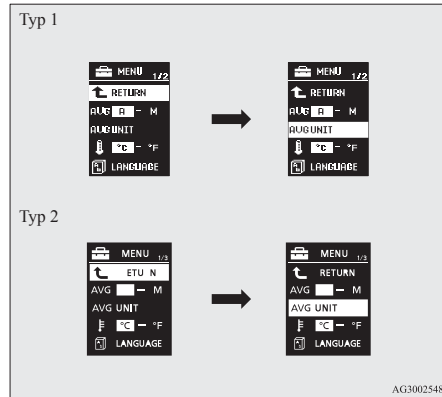 Typ 1
MENU 1/2
RETURN
AVG A - M
AVG UNIT
°C - °F
LANGUAGE
MENU 1/2
RETURN
AVG A - M
AVG UNIT
°C - °F
LANGUAGE
Typ 2
MENU 1/3
ETU N
AVG - M
AVG UNIT
°C - °F
LANGUAGE
MENU 1/3
RETURN
AVG - M
AVG UNIT
°C - °F
LANGUAGE
AG3002548